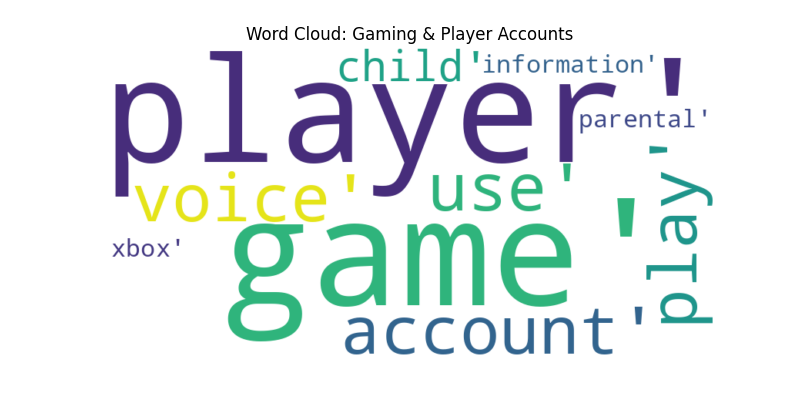 Word Cloud: Gaming & Player Accounts
child'
information'
player'
parental'
voice'
use'
play'
xbox'
game'
account'